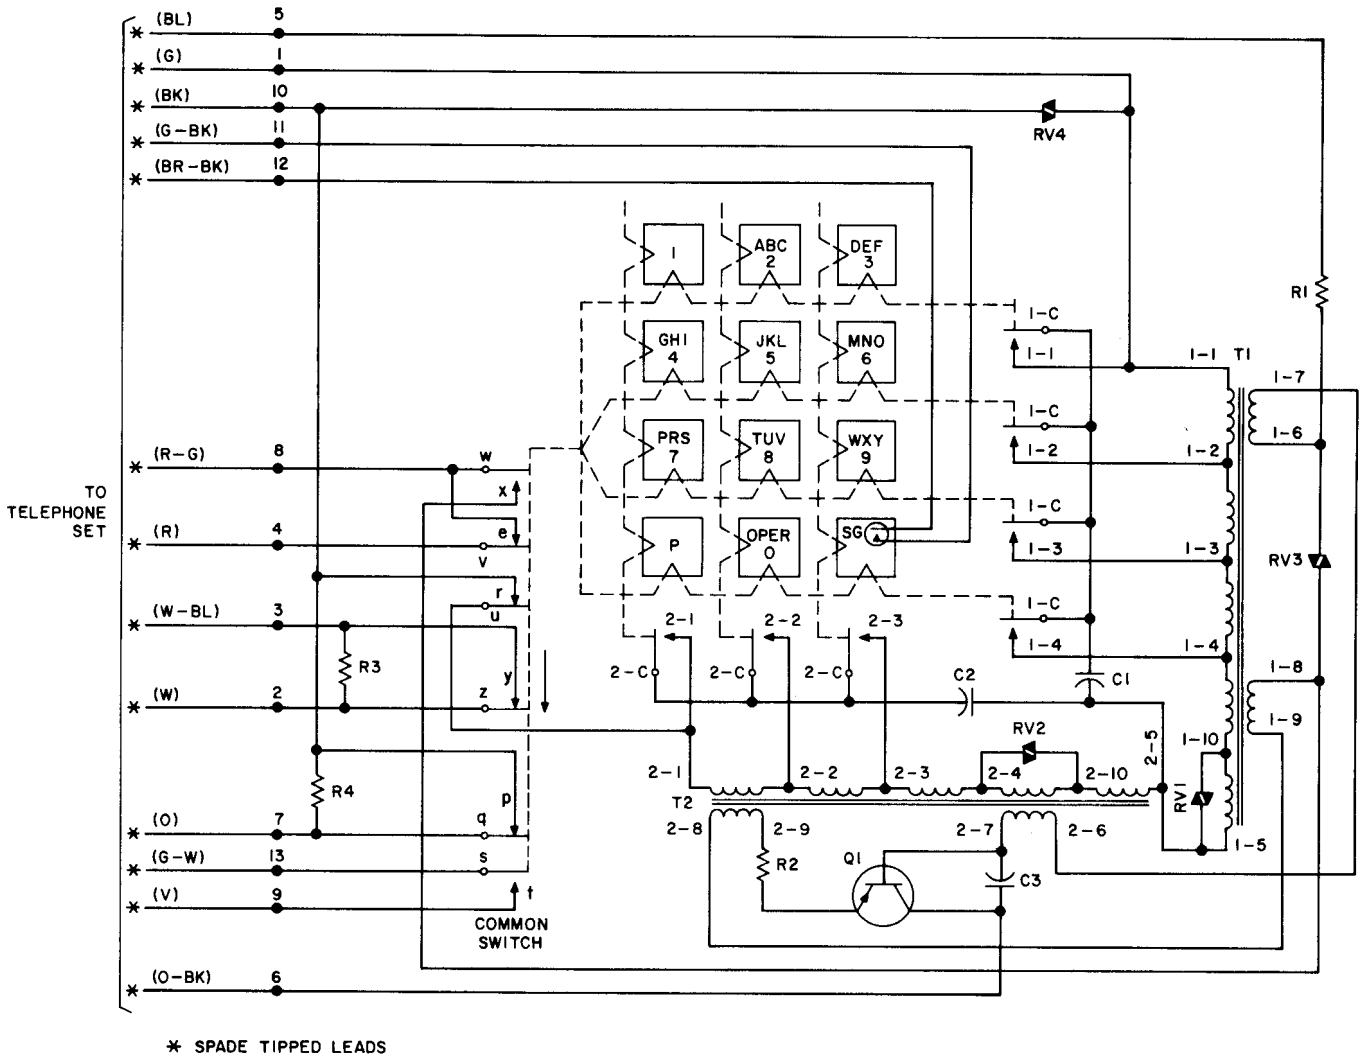 (BL) 5
(G) 1
(BK) 10
(G-BK) 11
RV4
(BR-BK) 12
1
ABC
2
DEF
3
R1
1-C
GHI
4
JKL
5
MNO
6
1-1
1-1 T1
1-7
1-6
PRS
7
TUV
8
WXY
9
1-C
1-2
1-2
(R-G) 8 w
x
TO
TELEPHONE
SET
1-C
1-3
1-3
RV3
(R) 4 e
v
P
OPER
0
SG
(W-BL) 3 r
u
1-C
1-4
1-4
2-1 2-2 2-3
2-C 2-C 2-C
R3
y
(W) 2 z
C2
C1
1-8
1-9
RV2
2-5
1-10
2-1 2-2 2-3 2-4 2-10
T2
RV1
R4
p
(O) 7 q
2-8 2-9 2-7 2-6
1-5
(G-W) 13 s
R2 Q1 C3
(V) 9 t
COMMON
SWITCH
(O-BK) 6
* SPADE TIPPED LEADS